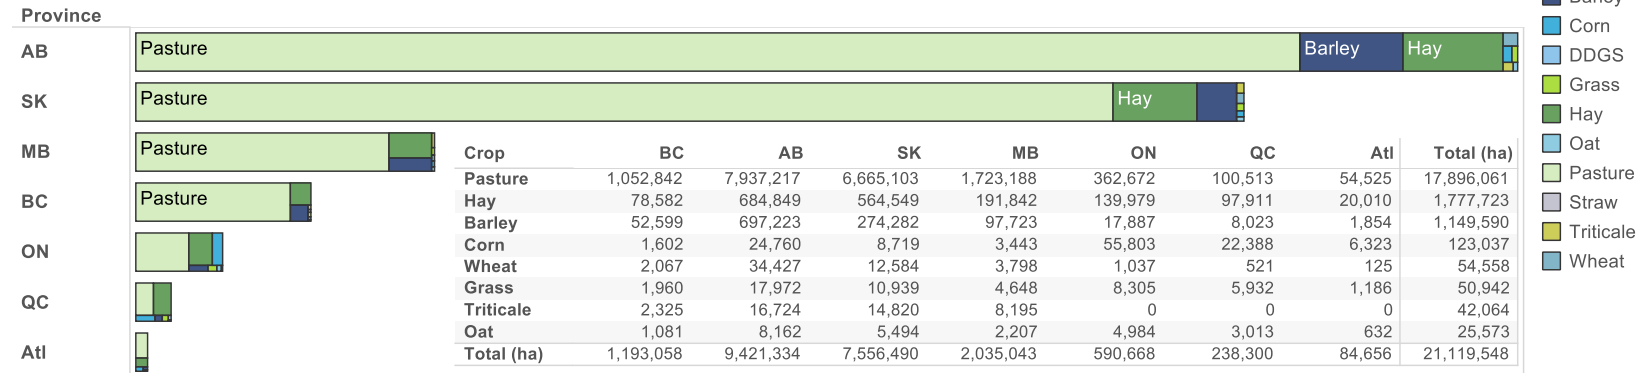 Province
AB
Pasture
Barley
Hay
SK
Pasture
Hay
MB
Pasture
BC
Pasture
ON
QC
Atl
Crop BC AB SK MB ON QC Atl Total (ha)
Pasture 1,052,842 7,937,217 6,665,103 1,723,188 362,672 100,513 54,525 17,896,061
Hay 78,582 684,849 564,549 191,842 139,979 97,911 20,010 1,777,723
Barley 52,599 697,223 274,282 97,723 17,887 8,023 1,854 1,149,590
Corn 1,602 24,760 8,719 3,443 55,803 22,388 6,323 123,037
Wheat 2,067 34,427 12,584 3,798 1,037 521 125 54,558
Grass 1,960 17,972 10,939 4,648 8,305 5,932 1,186 50,942
Triticale 2,325 16,724 14,820 8,195 0 0 0 42,064
Oat 1,081 8,162 5,494 2,207 4,984 3,013 632 25,573
Total (ha) 1,193,058 9,421,334 7,556,490 2,035,043 590,668 238,300 84,656 21,119,548
Barley
Corn
DDGS
Grass
Hay
Oat
Pasture
Straw
Triticale
Wheat